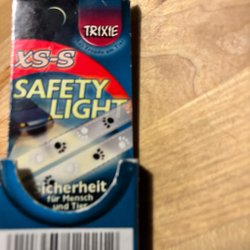 TRIXIE
XS-S
SAFETY
LIGHT
icherheit
für Mensch
und Tier